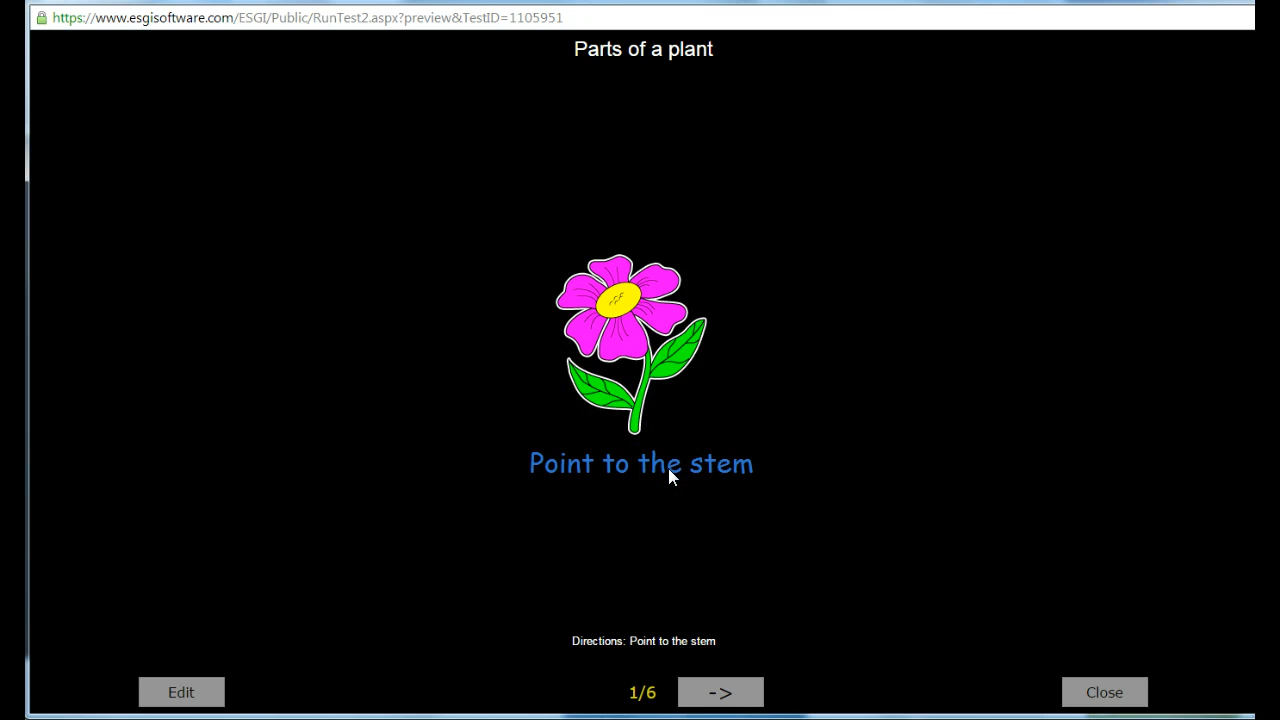 https://www.esgisoftware.com/ESGI/Public/RunTest2.aspx?preview&TestID=1105951
Parts of a plant
Point to the stem
Directions: Point to the stem
Edit
1/6
->
Close